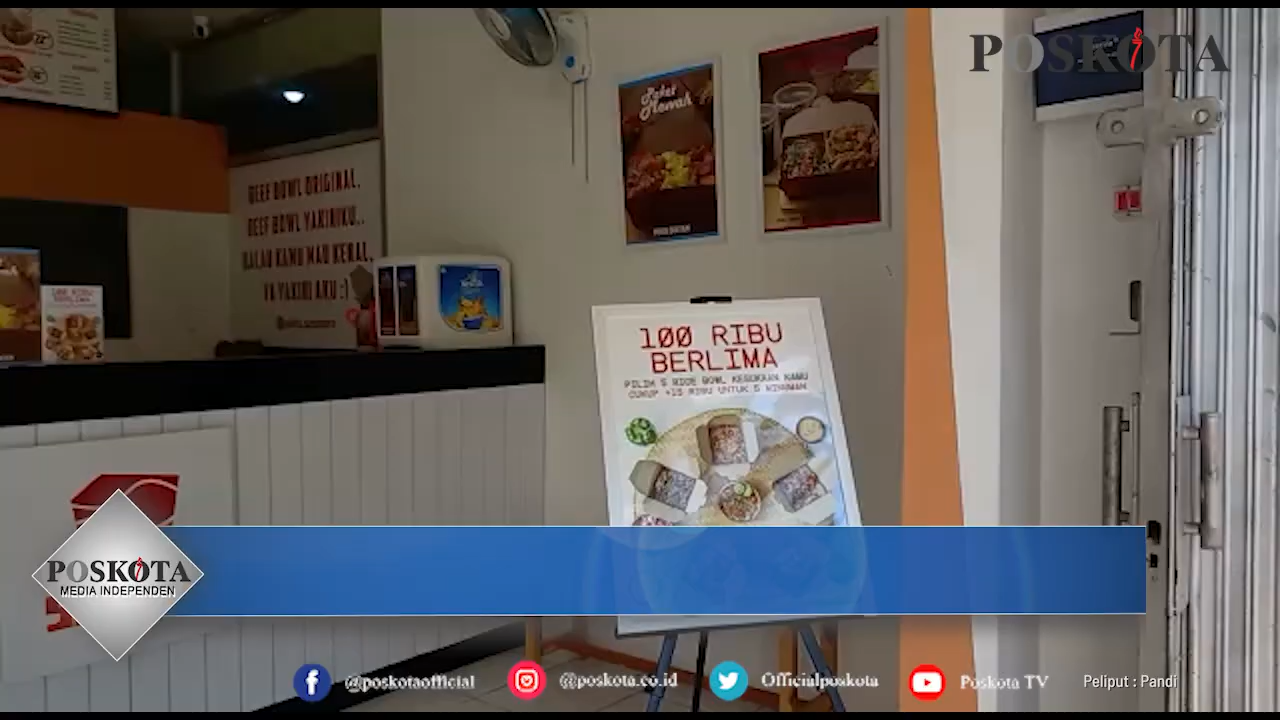 POSKOTA
Paket
Mewah
BEEF BOWL ORIGINAL,
BEEF BOWL YAKINIKU..
KALAU KAMU MAU KENAL,
YA YAKINI AKU :)
100 RIBU
BERLIMA
100 RIBU
BERLIMA
PILIH 5 RICE BOWL KESUKAAN KAMU
CUKUP +15 RIBU UNTUK 5 MINUMAN
POSKOTA
MEDIA INDEPENDEN
@poskotaofficial
@poskota.co.id
Officialposkota
Poskota TV
Peliput : Pandi